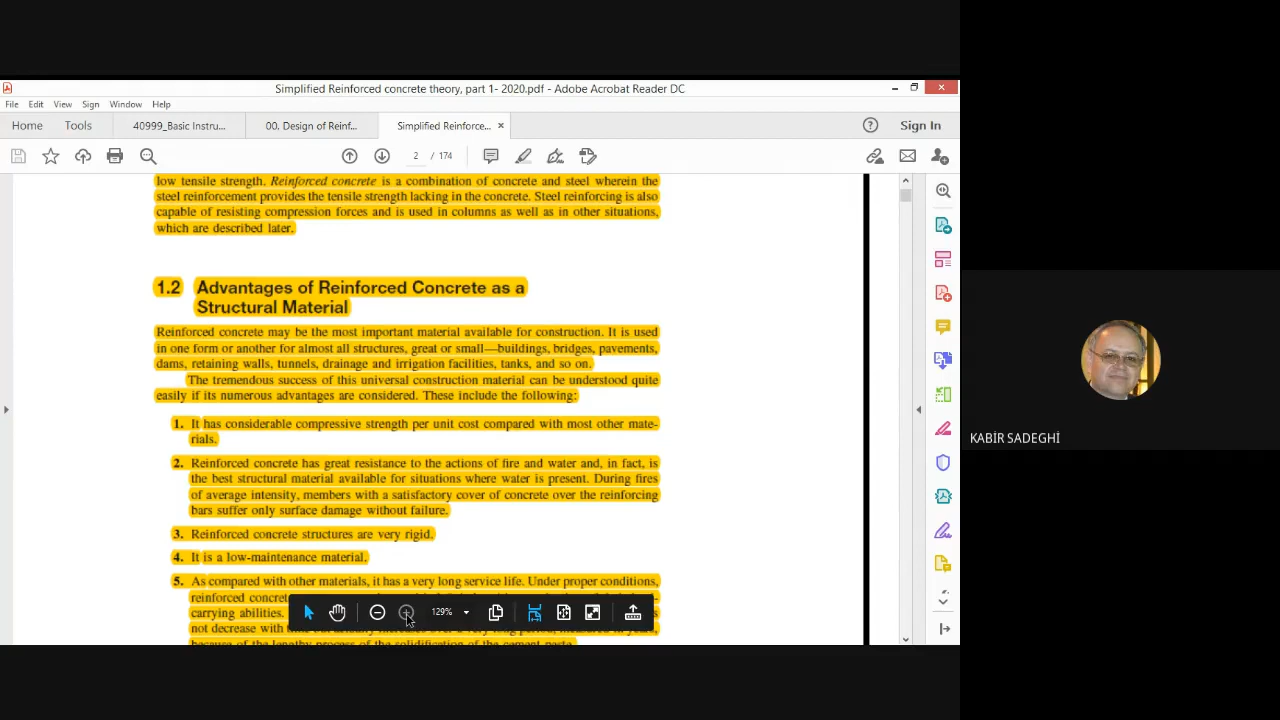 Simplified Reinforced concrete theory, part 1- 2020.pdf - Adobe Acrobat Reader DC
File Edit View Sign Window Help
Home Tools 40999_Basic Instru... 00. Design of Reinf... Simplified Reinforce... × Sign In
2 / 174
low tensile strength. Reinforced concrete is a combination of concrete and steel wherein the
steel reinforcement provides the tensile strength lacking in the concrete. Steel reinforcing is also
capable of resisting compression forces and is used in columns as well as in other situations,
which are described later.
1.2 Advantages of Reinforced Concrete as a
Structural Material
Reinforced concrete may be the most important material available for construction. It is used
in one form or another for almost all structures, great or small—buildings, bridges, pavements,
dams, retaining walls, tunnels, drainage and irrigation facilities, tanks, and so on.
The tremendous success of this universal construction material can be understood quite
easily if its numerous advantages are considered. These include the following:
1. It has considerable compressive strength per unit cost compared with most other mate-
rials.
2. Reinforced concrete has great resistance to the actions of fire and water and, in fact, is
the best structural material available for situations where water is present. During fires
of average intensity, members with a satisfactory cover of concrete over the reinforcing
bars suffer only surface damage without failure.
3. Reinforced concrete structures are very rigid.
4. It is a low-maintenance material.
5. As compared with other materials, it has a very long service life. Under proper conditions,
reinforced concre
carrying abilities.
129%
not decrease with
because of the lengthy process of the solidification of the cement paste.
KABİR SADEGHİ